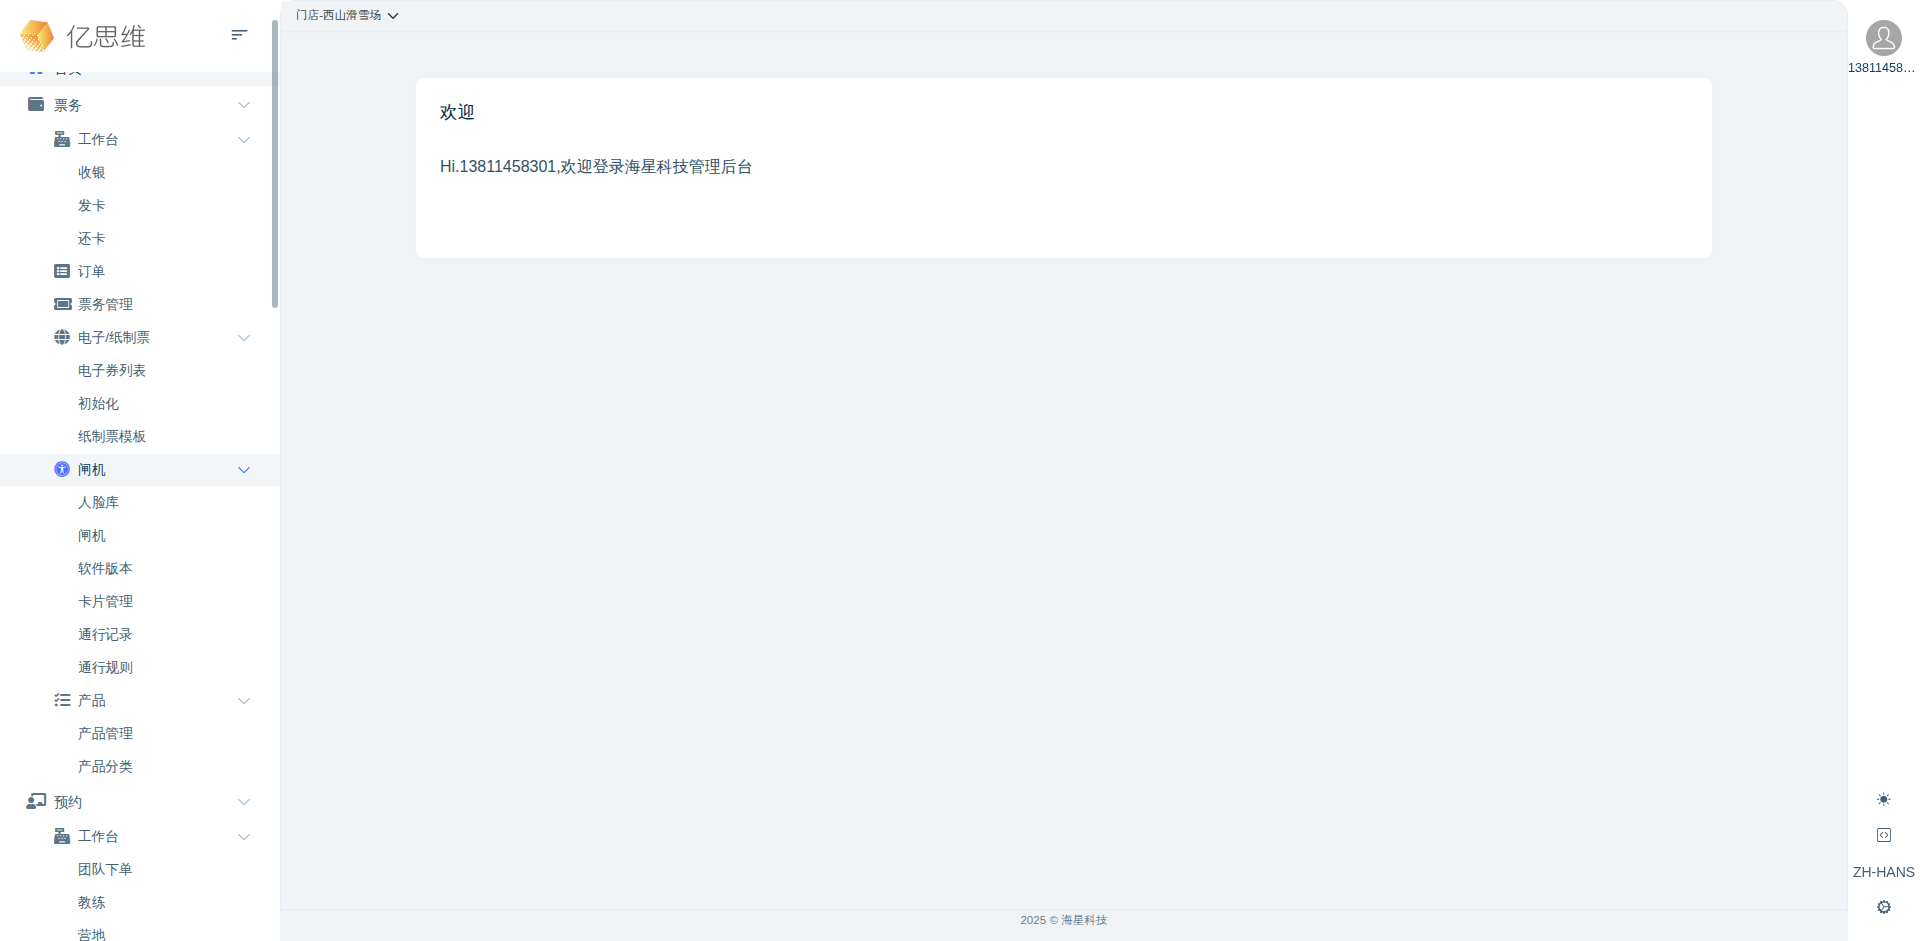 亿思维
首页
票务
工作台
收银
发卡
还卡
订单
票务管理
电子/纸制票
电子券列表
初始化
纸制票模板
闸机
人脸库
闸机
软件版本
卡片管理
通行记录
通行规则
产品
产品管理
产品分类
预约
工作台
团队下单
教练
营地
门店-西山滑雪场
欢迎
Hi.13811458301,欢迎登录海星科技管理后台
2025 © 海星科技
13811458…
ZH-HANS